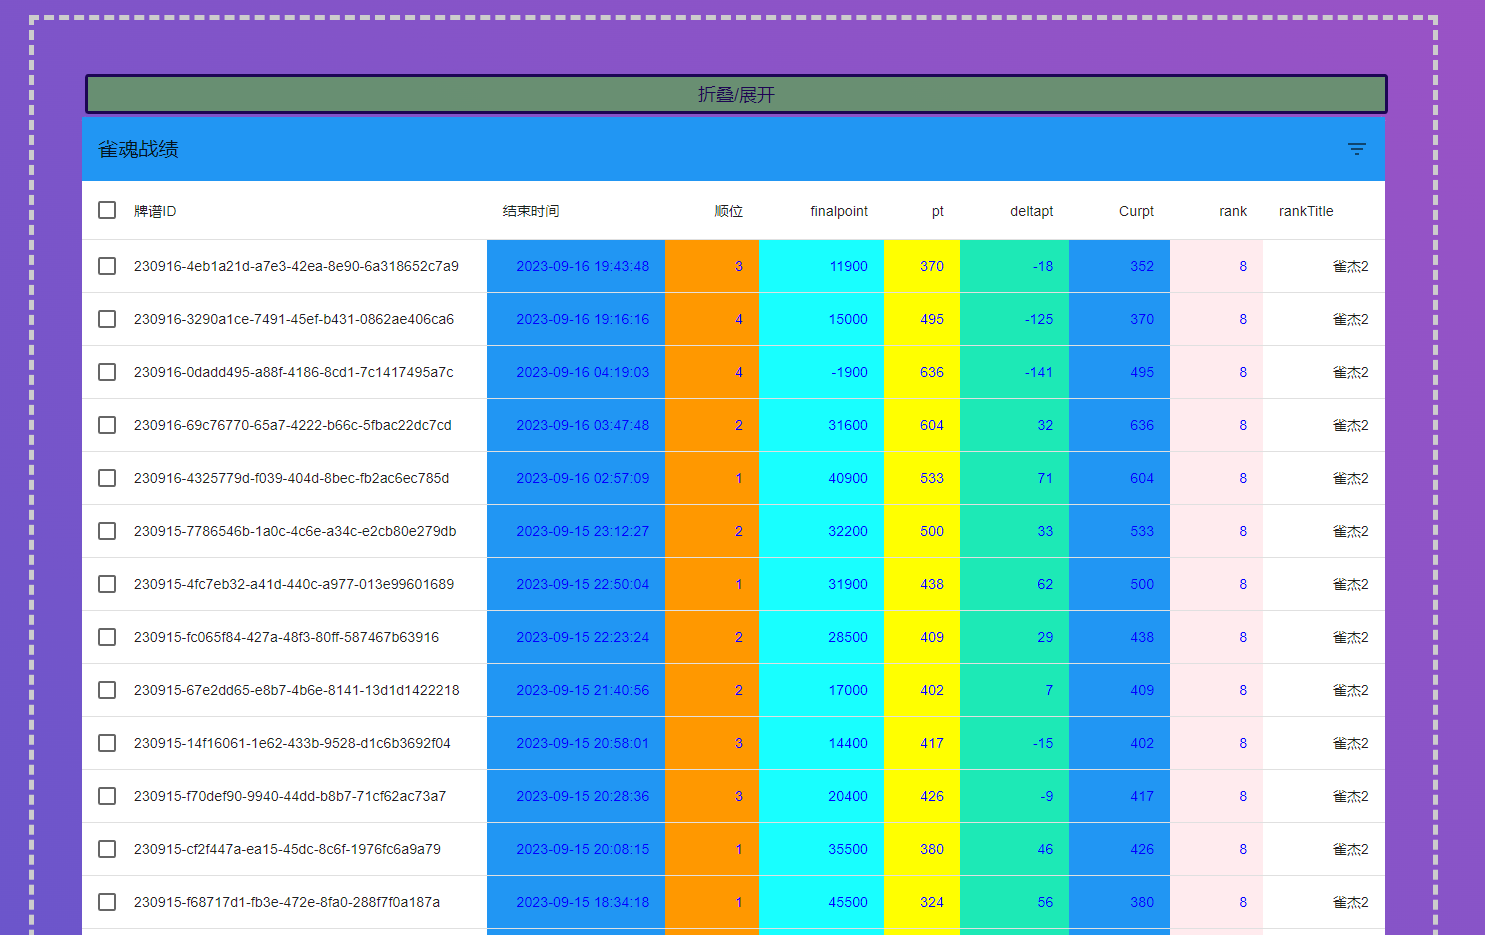 折叠/展开
雀魂战绩
牌谱ID 结束时间 顺位 finalpoint pt deltapt Curpt rank rankTitle
230916-4eb1a21d-a7e3-42ea-8e90-6a318652c7a9 2023-09-16 19:43:48 3 11900 370 -18 352 8 雀杰2
230916-3290a1ce-7491-45ef-b431-0862ae406ca6 2023-09-16 19:16:16 4 15000 495 -125 370 8 雀杰2
230916-0dadd495-a88f-4186-8cd1-7c1417495a7c 2023-09-16 04:19:03 4 -1900 636 -141 495 8 雀杰2
230916-69c76770-65a7-4222-b66c-5fbac22dc7cd 2023-09-16 03:47:48 2 31600 604 32 636 8 雀杰2
230916-4325779d-f039-404d-8bec-fb2ac6ec785d 2023-09-16 02:57:09 1 40900 533 71 604 8 雀杰2
230915-7786546b-1a0c-4c6e-a34c-e2cb80e279db 2023-09-15 23:12:27 2 32200 500 33 533 8 雀杰2
230915-4fc7eb32-a41d-440c-a977-013e99601689 2023-09-15 22:50:04 1 31900 438 62 500 8 雀杰2
230915-fc065f84-427a-48f3-80ff-587467b63916 2023-09-15 22:23:24 2 28500 409 29 438 8 雀杰2
230915-67e2dd65-e8b7-4b6e-8141-13d1d1422218 2023-09-15 21:40:56 2 17000 402 7 409 8 雀杰2
230915-14f16061-1e62-433b-9528-d1c6b3692f04 2023-09-15 20:58:01 3 14400 417 -15 402 8 雀杰2
230915-f70def90-9940-44dd-b8b7-71cf62ac73a7 2023-09-15 20:28:36 3 20400 426 -9 417 8 雀杰2
230915-cf2f447a-ea15-45dc-8c6f-1976fc6a9a79 2023-09-15 20:08:15 1 35500 380 46 426 8 雀杰2
230915-f68717d1-fb3e-472e-8fa0-288f7f0a187a 2023-09-15 18:34:18 1 45500 324 56 380 8 雀杰2